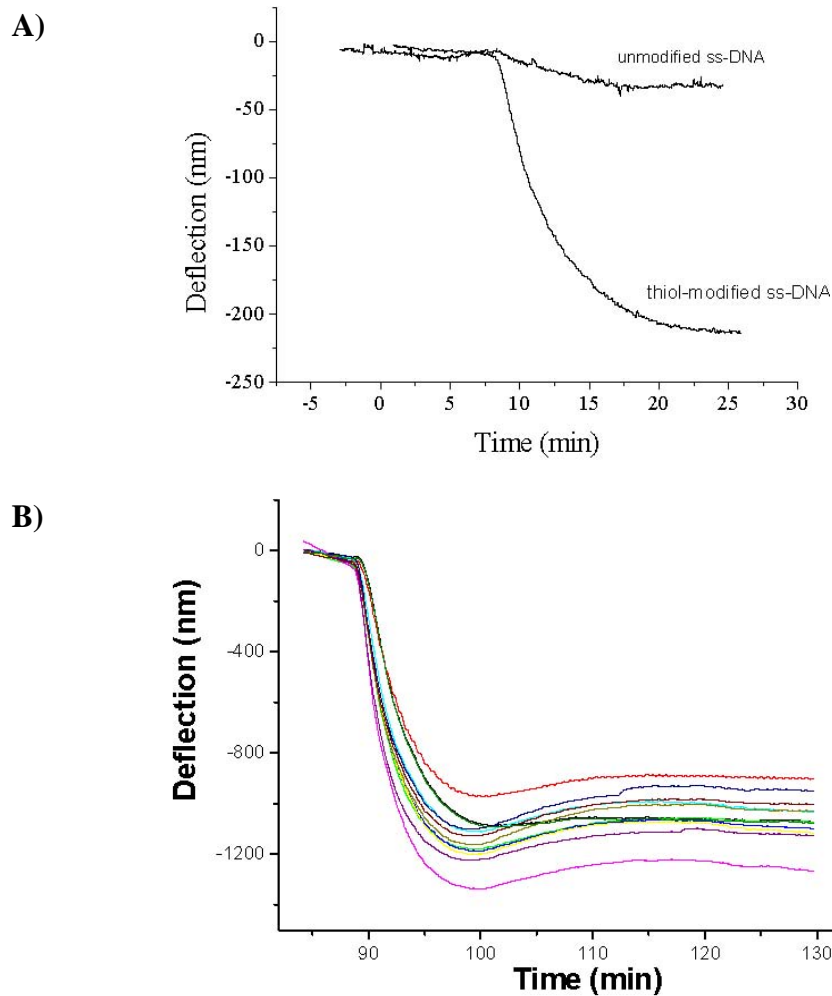 A)
0
-50
-100
-150
-200
-250
Deflection (nm)
unmodified ss-DNA
thiol-modified ss-DNA
-5 0 5 10 15 20 25 30
Time (min)
B)
0
-400
-800
-1200
Deflection (nm)
90 100 110 120 130
Time (min)